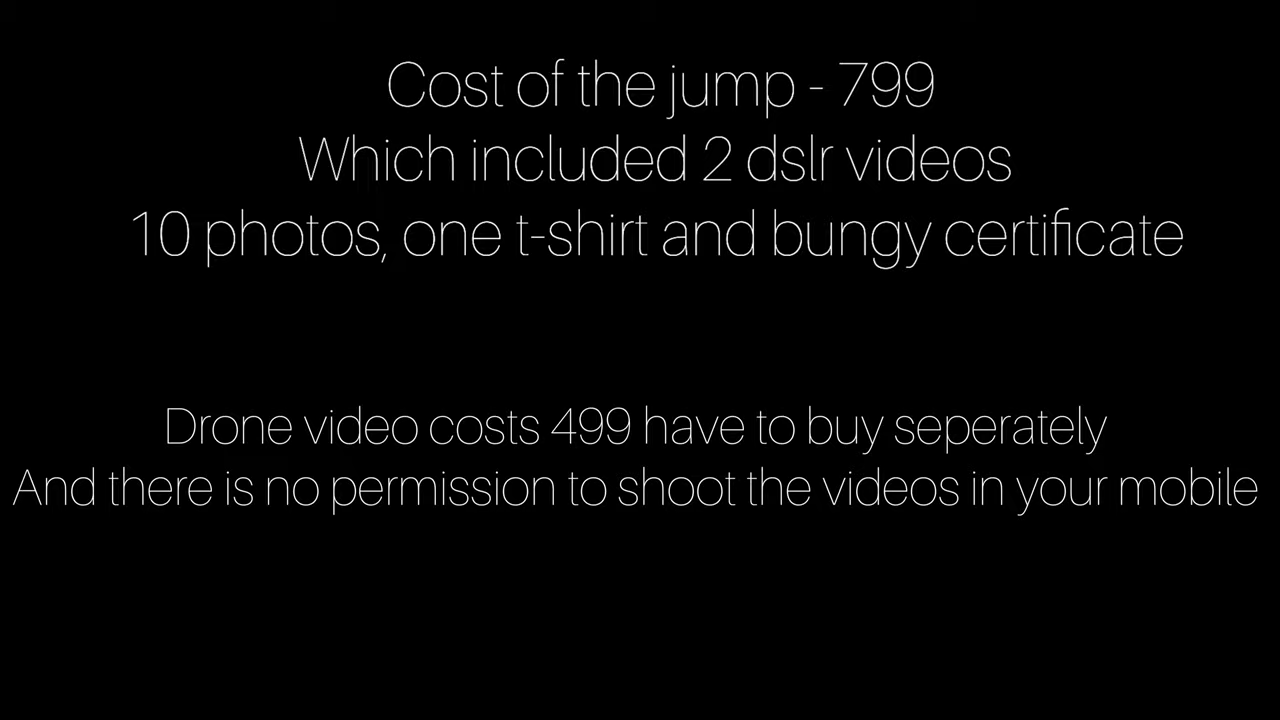 Cost of the jump - 799
Which included 2 dslr videos
10 photos, one t-shirt and bungy certificate
Drone video costs 499 have to buy seperately
And there is no permission to shoot the videos in your mobile